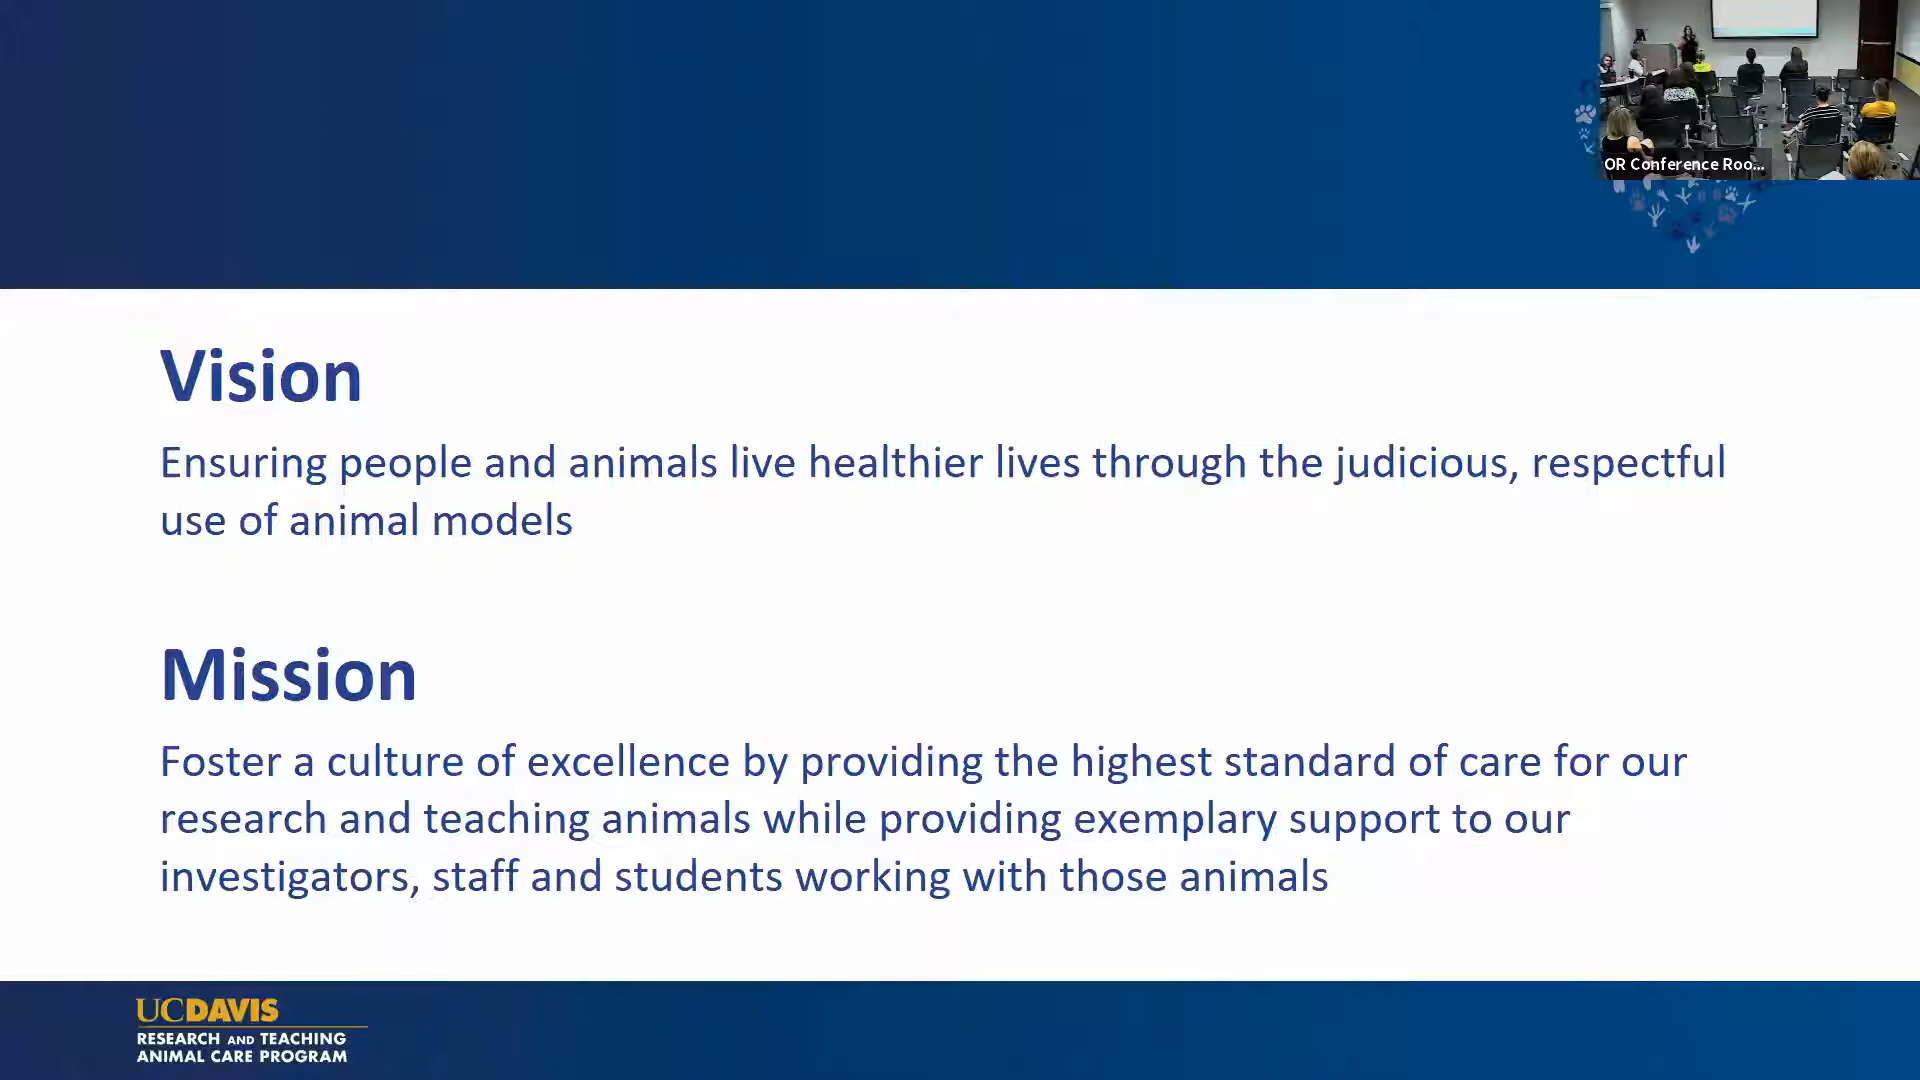 OR Conference Roo...
Vision
Ensuring people and animals live healthier lives through the judicious, respectful
use of animal models
Mission
Foster a culture of excellence by providing the highest standard of care for our
research and teaching animals while providing exemplary support to our
investigators, staff and students working with those animals
UCDAVIS
RESEARCH AND TEACHING
ANIMAL CARE PROGRAM